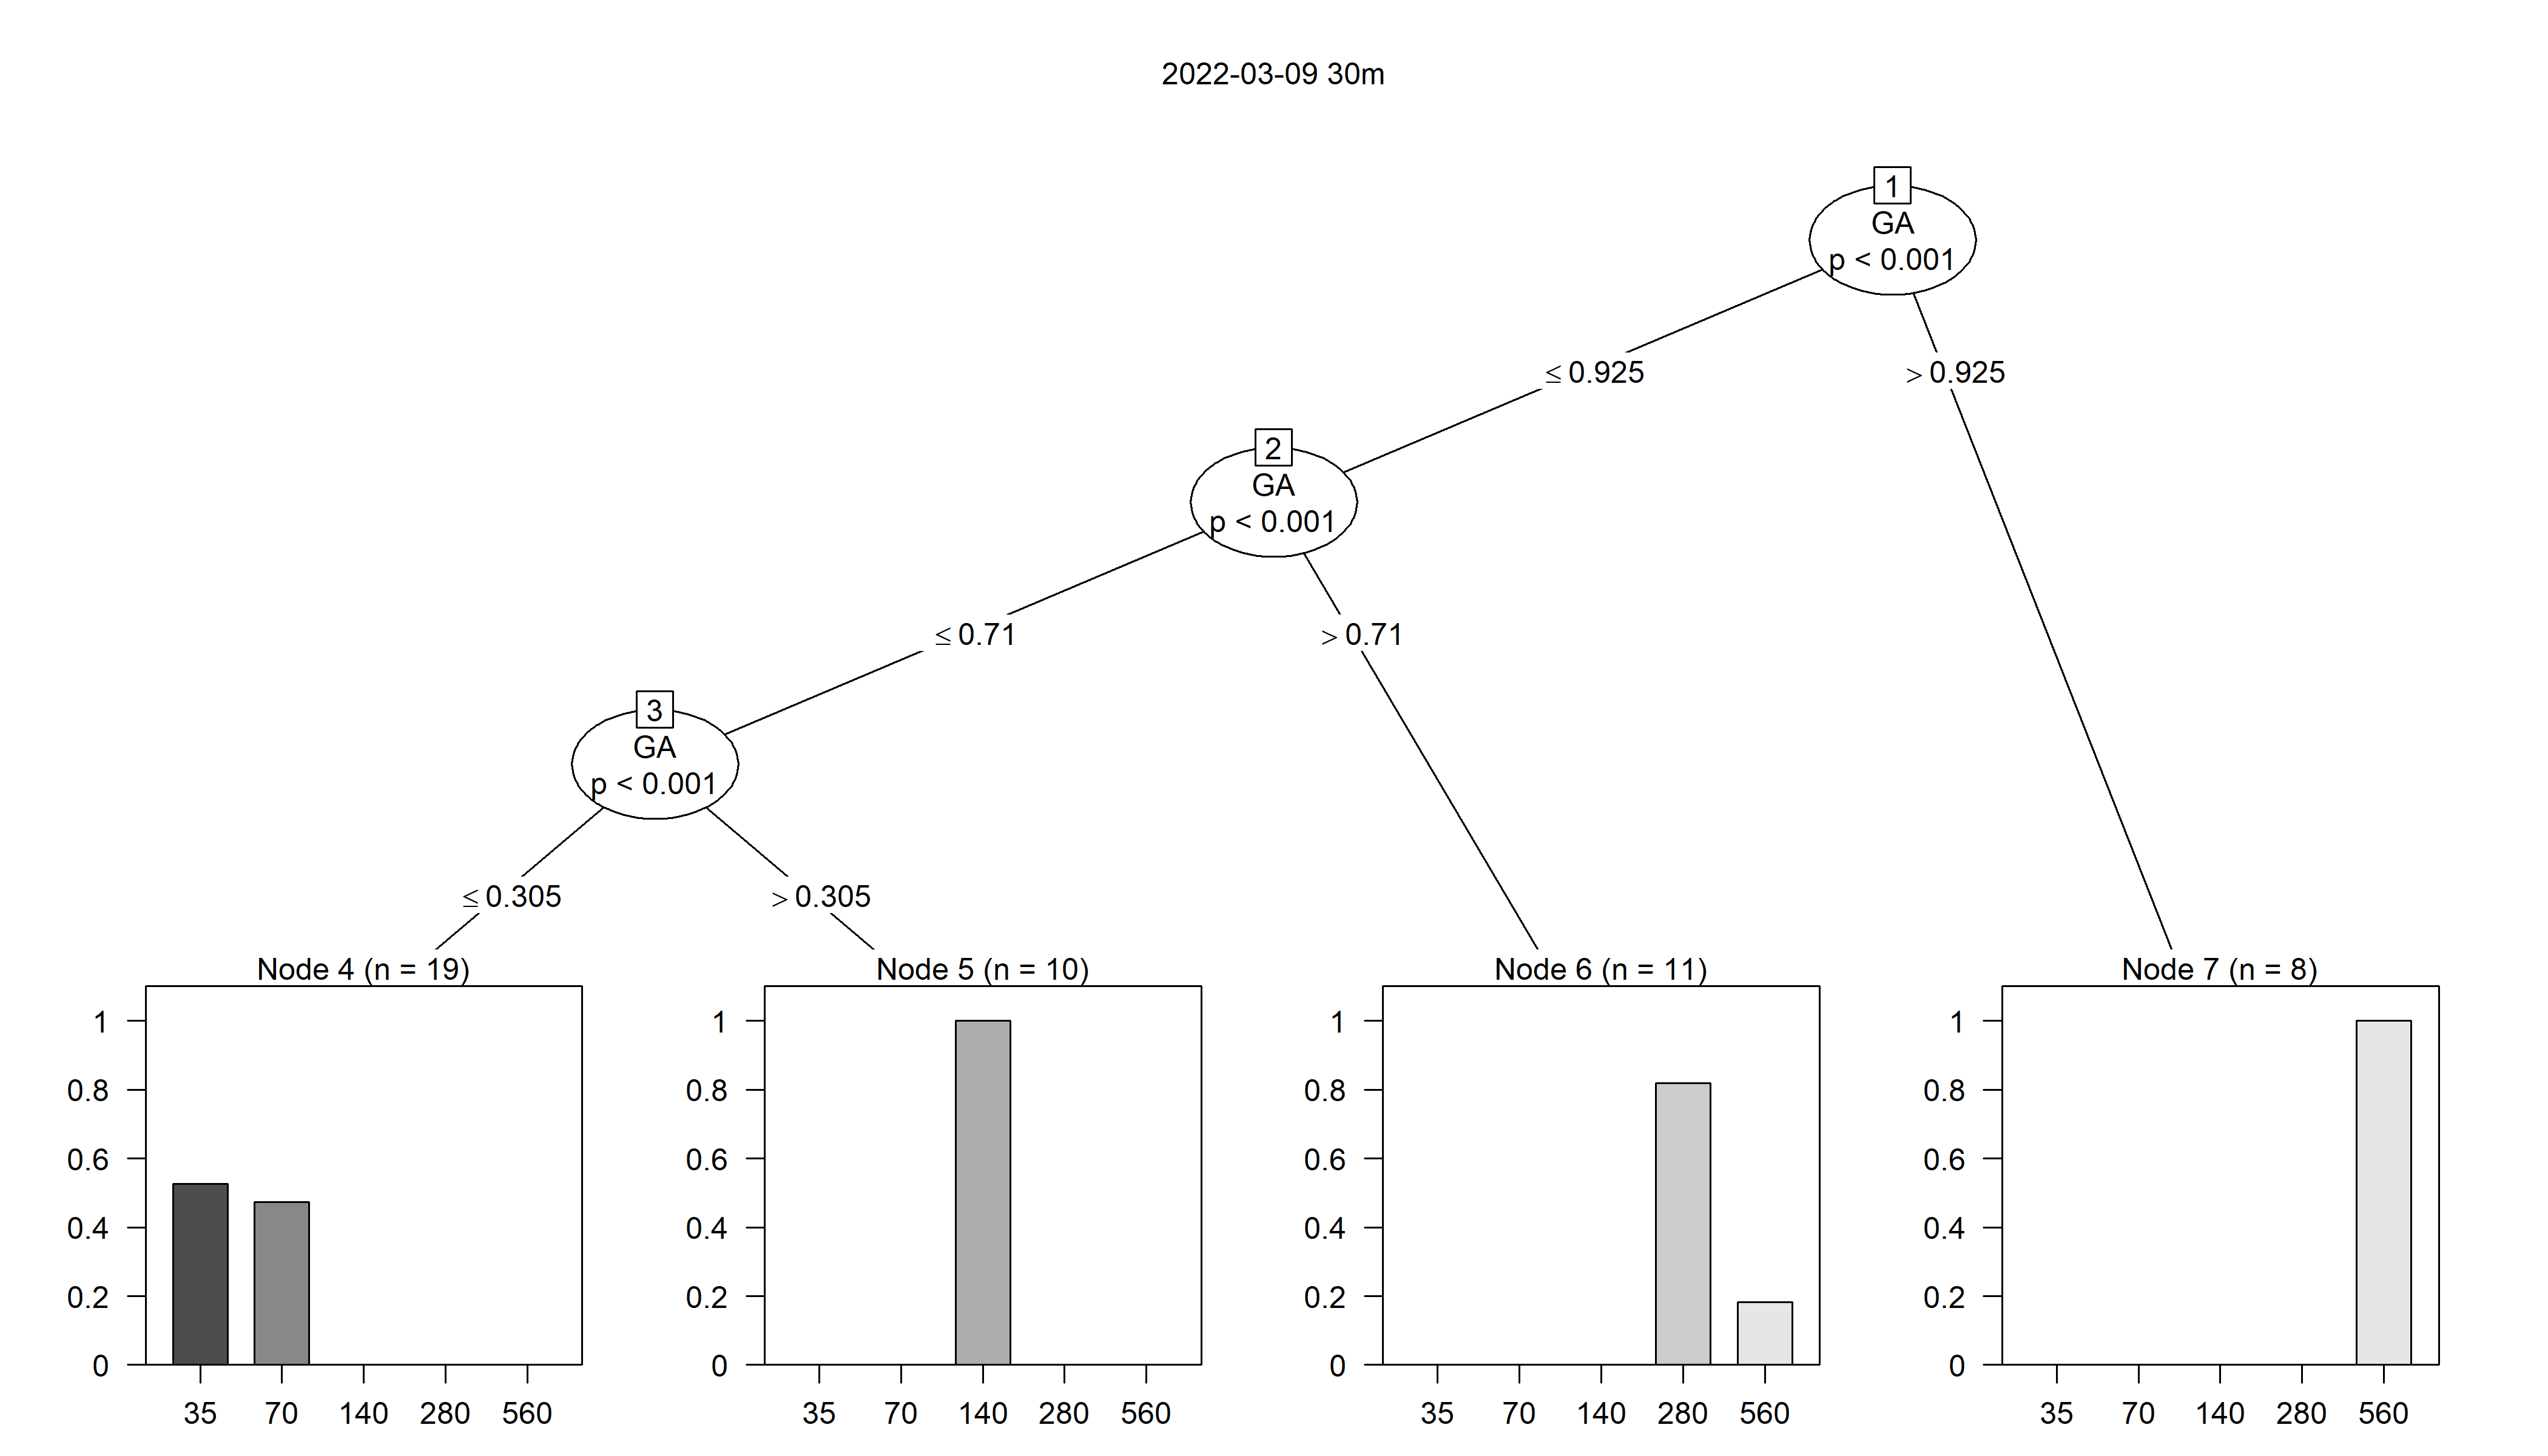 2022-03-09 30m
1
GA
p < 0.001
≤ 0.925
> 0.925
2
GA
p < 0.001
≤ 0.71
> 0.71
3
GA
p < 0.001
≤ 0.305
> 0.305
Node 4 (n = 19)
1
0.8
0.6
0.4
0.2
0
35 70 140 280 560
Node 5 (n = 10)
1
0.8
0.6
0.4
0.2
0
35 70 140 280 560
Node 6 (n = 11)
1
0.8
0.6
0.4
0.2
0
35 70 140 280 560
Node 7 (n = 8)
1
0.8
0.6
0.4
0.2
0
35 70 140 280 560